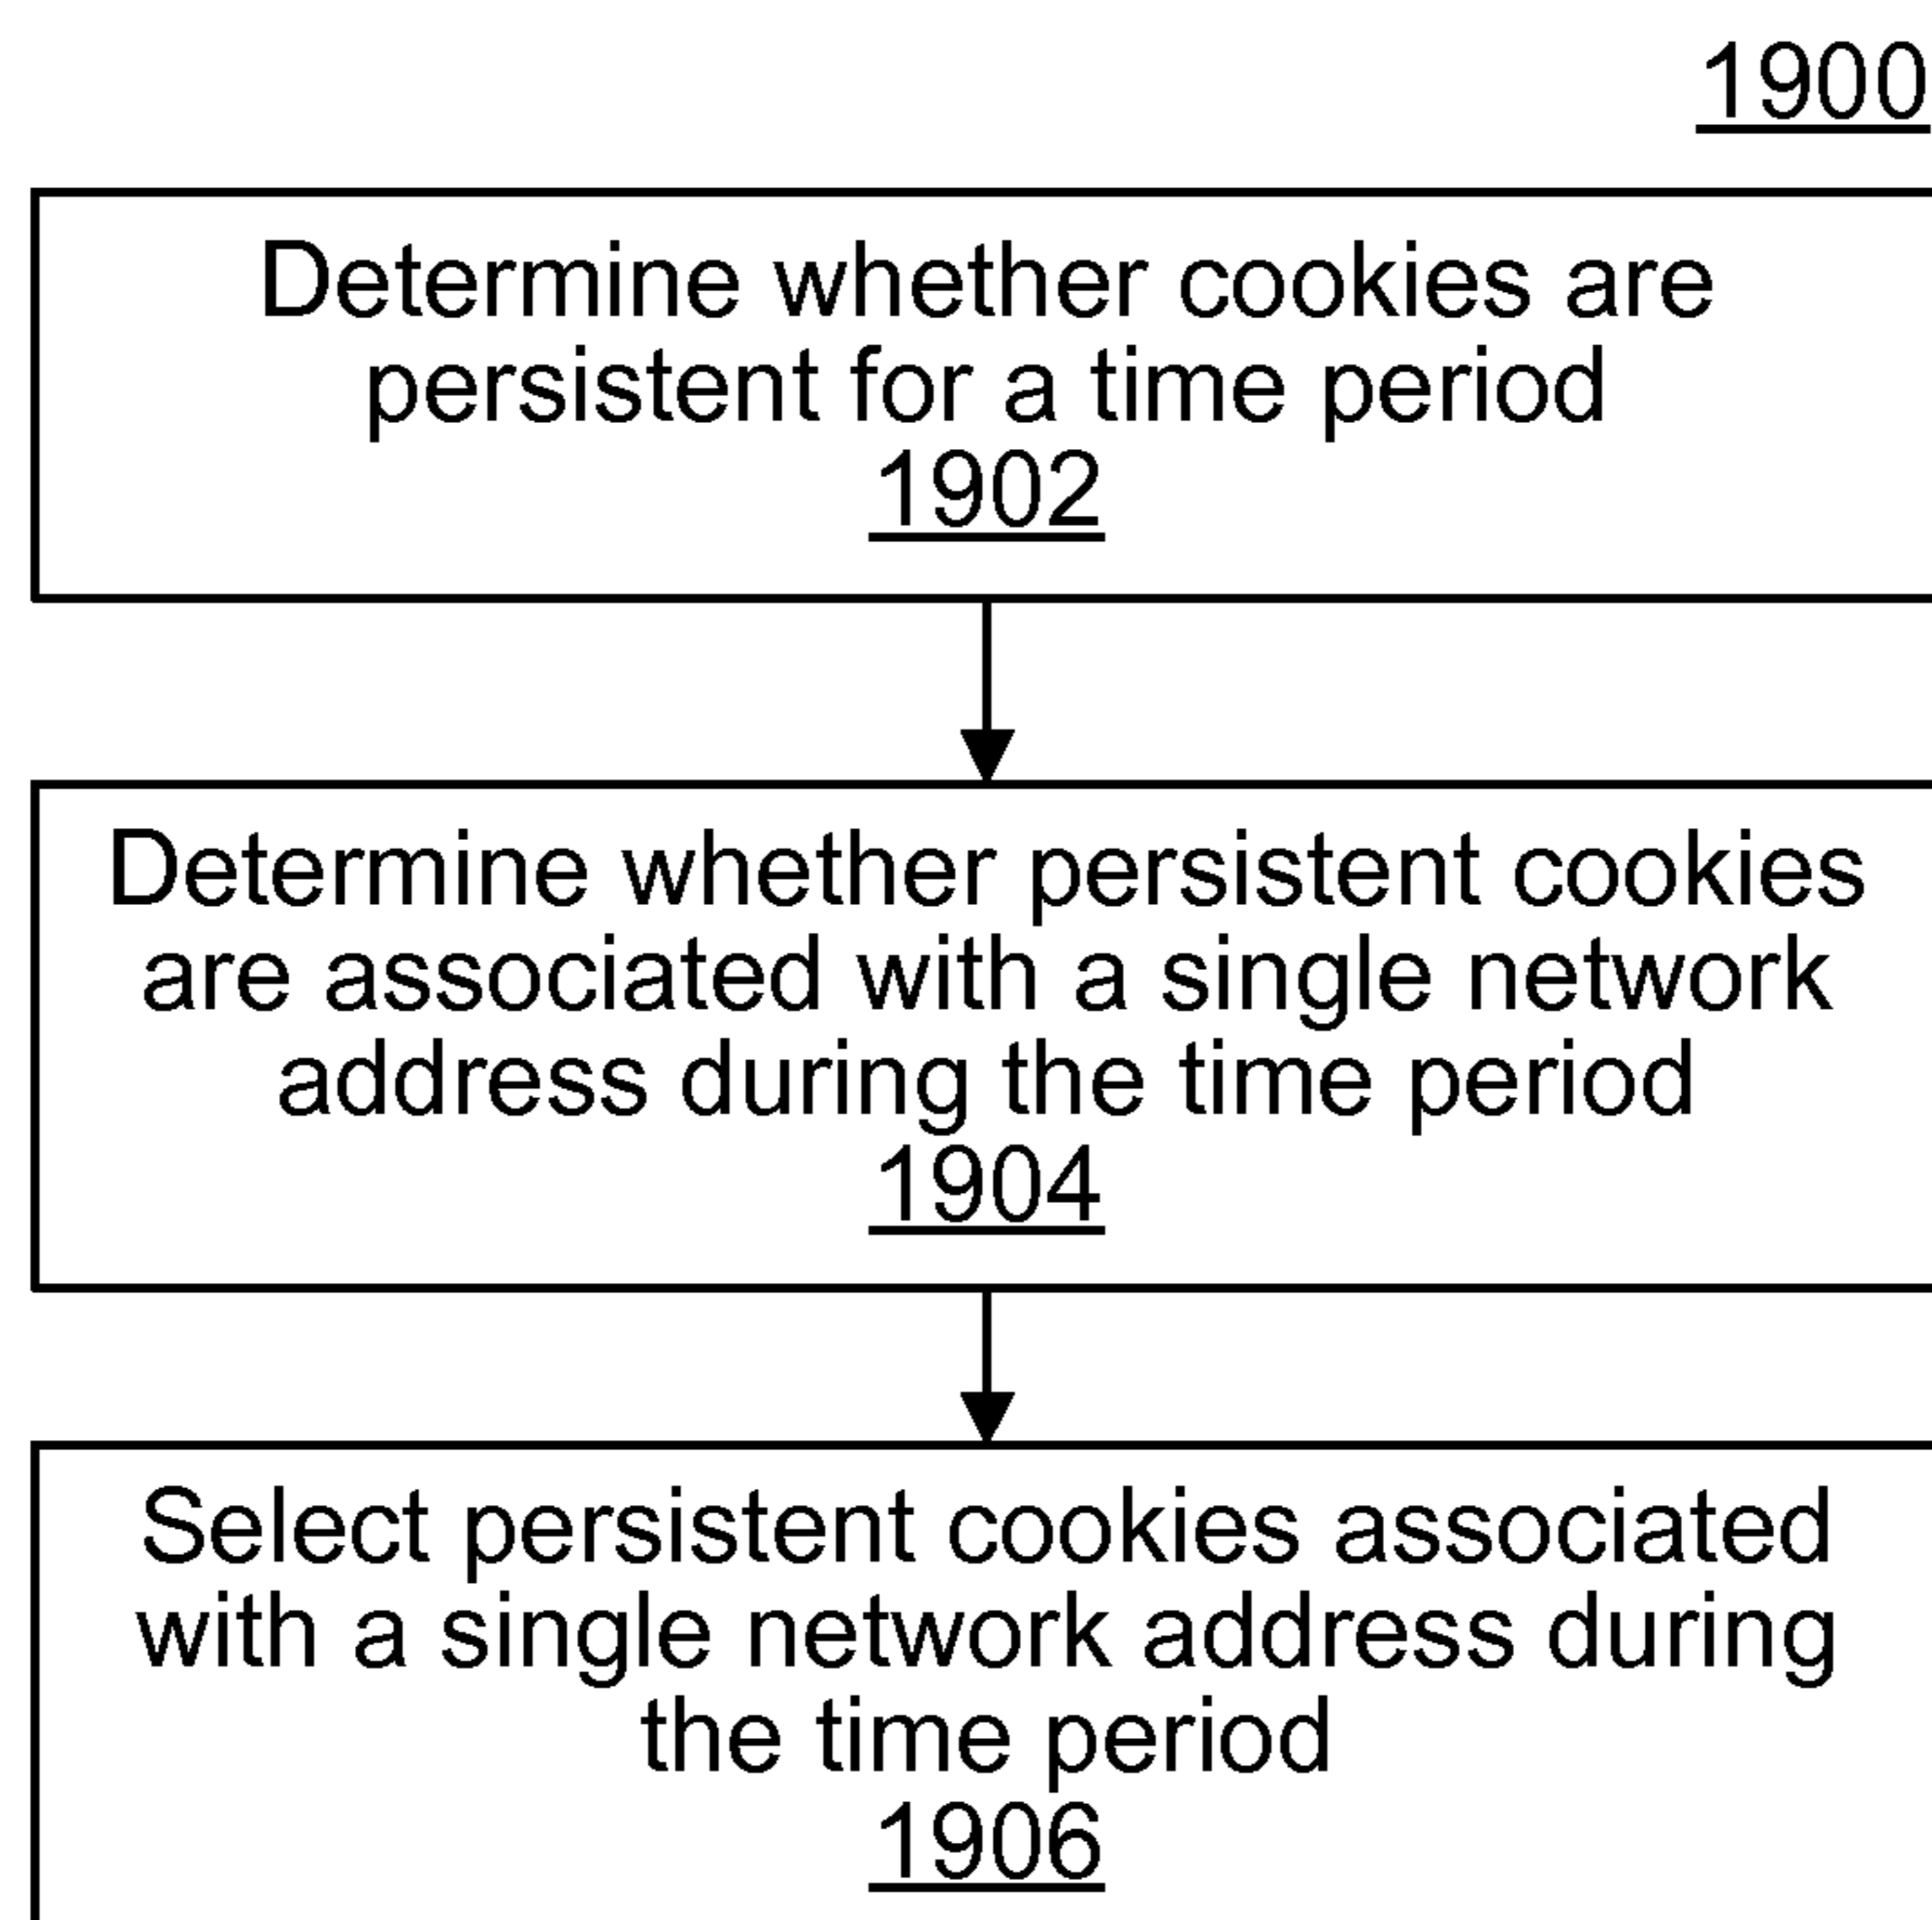 1900
Determine whether cookies are
persistent for a time period
1902
Determine whether persistent cookies
are associated with a single network
address during the time period
1904
Select persistent cookies associated
with a single network address during
the time period
1906